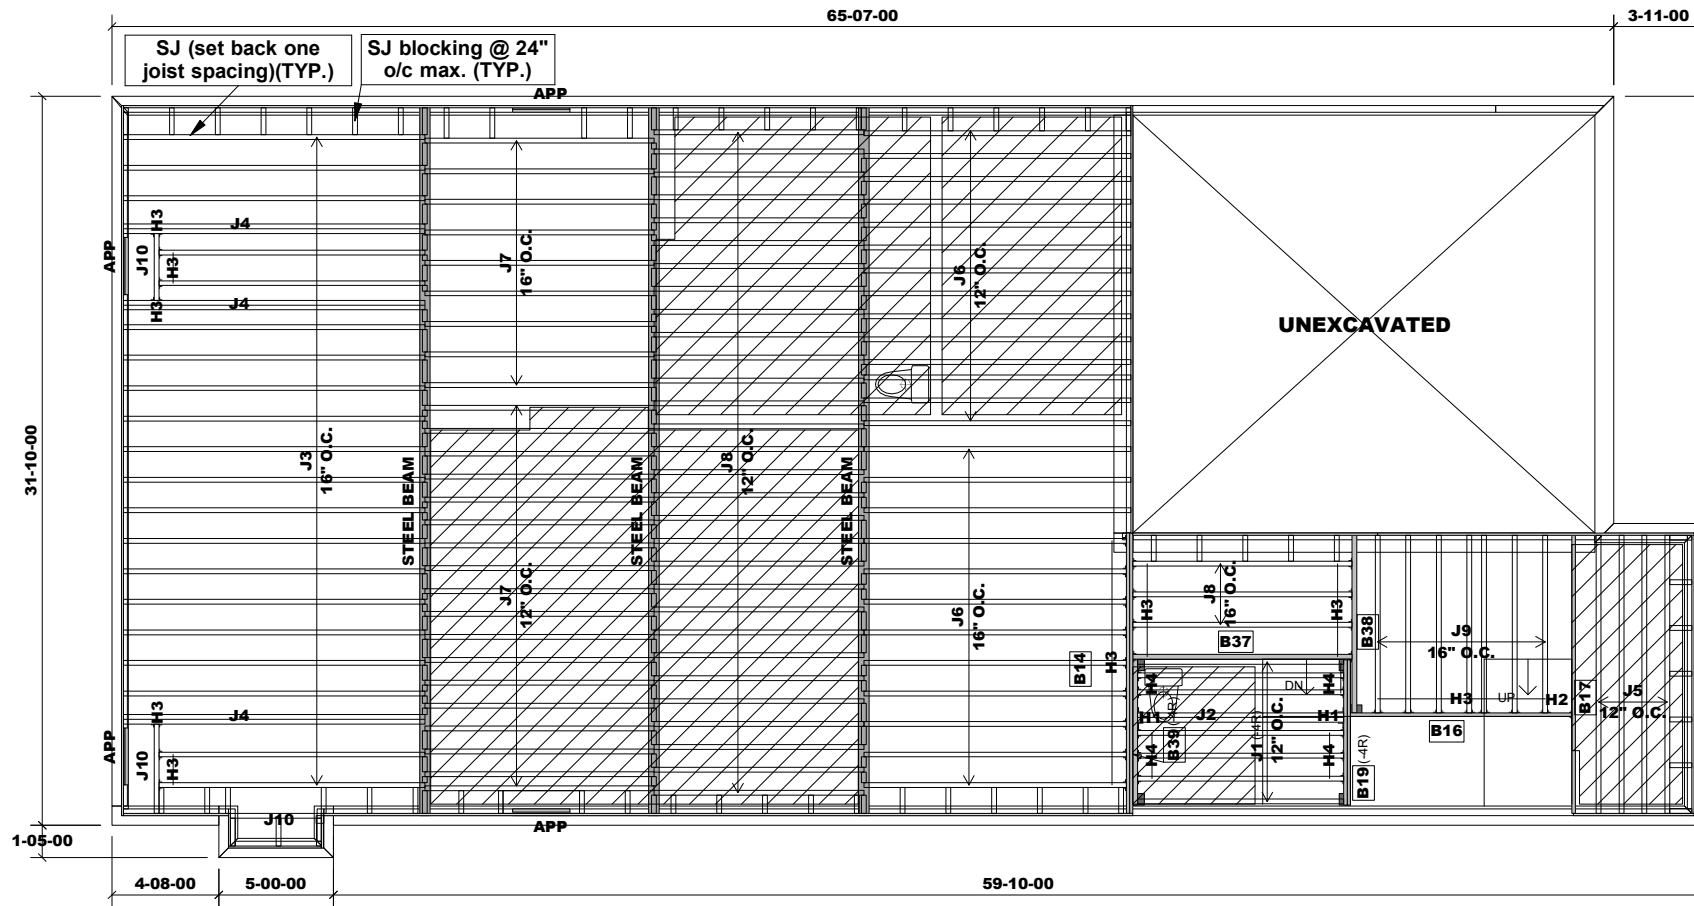 65-07-00
3-11-00
SJ (set back one
joist spacing)(TYP.)
SJ blocking @ 24"
o/c max. (TYP.)
APP
H3
J4
APP
J10
H3
J7
16" O.C.
J6
12" O.C.
H3
J4
UNEXCAVATED
31-10-00
J3
16" O.C.
STEEL BEAM
STEEL BEAM
J8
12" O.C.
STEEL BEAM
J7
12" O.C.
J6
16" O.C.
H3
J8
16" O.C.
H3
B38
J9
16" O.C.
B37
B14
H3
H4
DN
H4
H3
UP
H2
B17
J5
12" O.C.
H3
J4
H1
J2
H1
B16
APP
J10
H3
H4
B39
(-4R)
J1(-4R)
12" O.C.
H4
B19(-4R)
J10
APP
1-05-00
4-08-00
5-00-00
59-10-00